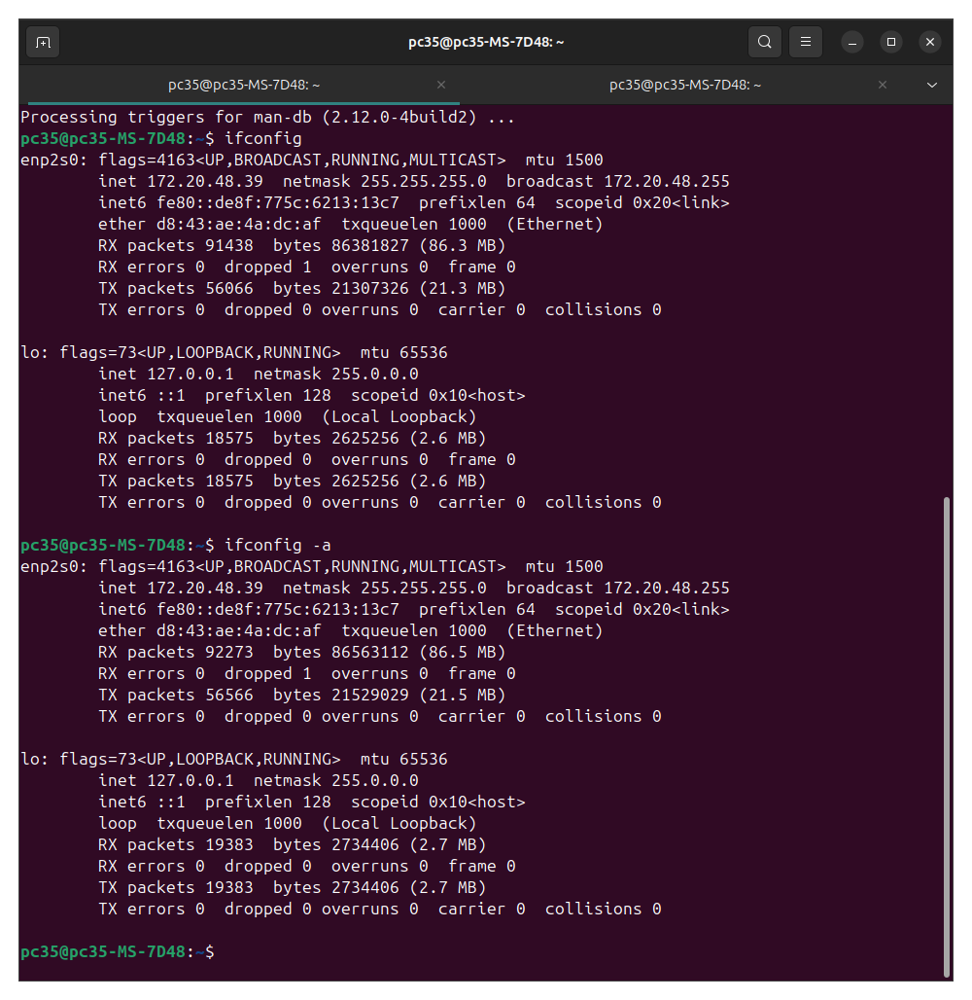 pc35@pc35-MS-7D48: ~
pc35@pc35-MS-7D48: ~
pc35@pc35-MS-7D48: ~
Processing triggers for man-db (2.12.0-4build2) ...
pc35@pc35-MS-7D48:~$ ifconfig
enp2s0: flags=4163<UP,BROADCAST,RUNNING,MULTICAST>  mtu 1500
        inet 172.20.48.39  netmask 255.255.255.0  broadcast 172.20.48.255
        inet6 fe80::de8f:775c:6213:13c7  prefixlen 64  scopeid 0x20<link>
        ether d8:43:ae:4a:dc:af  txqueuelen 1000  (Ethernet)
        RX packets 91438  bytes 86381827 (86.3 MB)
        RX errors 0  dropped 1  overruns 0  frame 0
        TX packets 56066  bytes 21307326 (21.3 MB)
        TX errors 0  dropped 0 overruns 0  carrier 0  collisions 0

lo: flags=73<UP,LOOPBACK,RUNNING>  mtu 65536
        inet 127.0.0.1  netmask 255.0.0.0
        inet6 ::1  prefixlen 128  scopeid 0x10<host>
        loop  txqueuelen 1000  (Local Loopback)
        RX packets 18575  bytes 2625256 (2.6 MB)
        RX errors 0  dropped 0  overruns 0  frame 0
        TX packets 18575  bytes 2625256 (2.6 MB)
        TX errors 0  dropped 0 overruns 0  carrier 0  collisions 0

pc35@pc35-MS-7D48:~$ ifconfig -a
enp2s0: flags=4163<UP,BROADCAST,RUNNING,MULTICAST>  mtu 1500
        inet 172.20.48.39  netmask 255.255.255.0  broadcast 172.20.48.255
        inet6 fe80::de8f:775c:6213:13c7  prefixlen 64  scopeid 0x20<link>
        ether d8:43:ae:4a:dc:af  txqueuelen 1000  (Ethernet)
        RX packets 92273  bytes 86563112 (86.5 MB)
        RX errors 0  dropped 1  overruns 0  frame 0
        TX packets 56566  bytes 21529029 (21.5 MB)
        TX errors 0  dropped 0 overruns 0  carrier 0  collisions 0

lo: flags=73<UP,LOOPBACK,RUNNING>  mtu 65536
        inet 127.0.0.1  netmask 255.0.0.0
        inet6 ::1  prefixlen 128  scopeid 0x10<host>
        loop  txqueuelen 1000  (Local Loopback)
        RX packets 19383  bytes 2734406 (2.7 MB)
        RX errors 0  dropped 0  overruns 0  frame 0
        TX packets 19383  bytes 2734406 (2.7 MB)
        TX errors 0  dropped 0 overruns 0  carrier 0  collisions 0

pc35@pc35-MS-7D48:~$